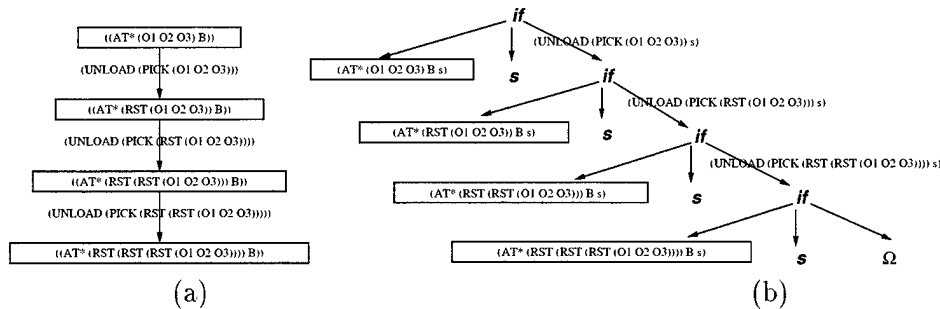 ((AT* (O1 O2 O3) B))
(UNLOAD (PICK (O1 O2 O3)))
((AT* (RST (O1 O2 O3)) B))
(UNLOAD (PICK (RST (O1 O2 O3))))
((AT* (RST (RST (O1 O2 O3))) B))
(UNLOAD (PICK (RST (RST (O1 O2 O3)))))
((AT* (RST (RST (RST (O1 O2 O3)))) B))
(a)
if
(UNLOAD (PICK (O1 O2 O3)) s)
(AT* (O1 O2 O3) B s)
s
if
(UNLOAD (PICK (RST (O1 O2 O3))) s)
(AT* (RST (O1 O2 O3)) B s)
s
if
(UNLOAD (PICK (RST (RST (O1 O2 O3)))) s)
(AT* (RST (RST (O1 O2 O3))) B s)
s
if
(AT* (RST (RST (RST (O1 O2 O3)))) B s)
s
Ω
(b)